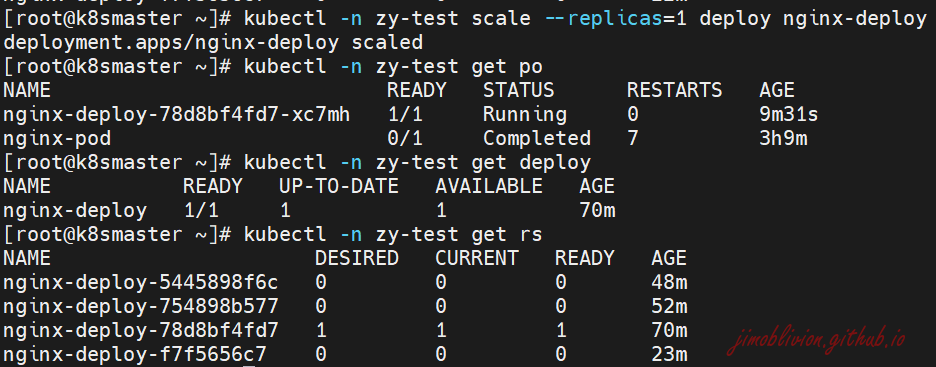 [root@k8smaster ~]# kubectl -n zy-test scale --replicas=1 deploy nginx-deploy
deployment.apps/nginx-deploy scaled
[root@k8smaster ~]# kubectl -n zy-test get po
NAME READY STATUS RESTARTS AGE
nginx-deploy-78d8bf4fd7-xc7mh 1/1 Running 0 9m31s
nginx-pod 0/1 Completed 7 3h9m
[root@k8smaster ~]# kubectl -n zy-test get deploy
NAME READY UP-TO-DATE AVAILABLE AGE
nginx-deploy 1/1 1 1 70m
[root@k8smaster ~]# kubectl -n zy-test get rs
NAME DESIRED CURRENT READY AGE
nginx-deploy-5445898f6c 0 0 0 48m
nginx-deploy-754898b577 0 0 0 52m
nginx-deploy-78d8bf4fd7 1 1 1 70m
nginx-deploy-f7f5656c7 0 0 0 23m
jimoblivion.github.io